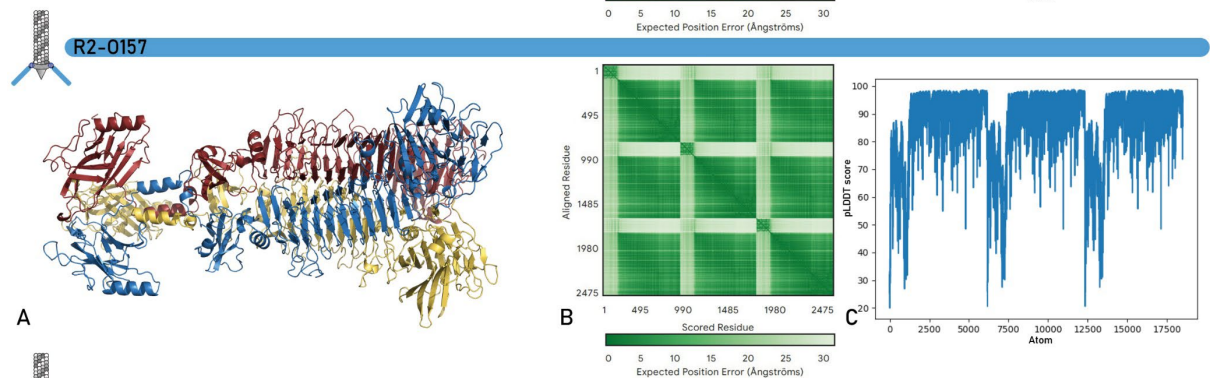 0 5 10 15 20 25 30
Expected Position Error (Ångströms)
R2-O157
A
B
1
495
990
1485
1980
2475
Aligned Residue
1 495 990 1485 1980 2475
Scored Residue
0 5 10 15 20 25 30
Expected Position Error (Ångströms)
C
100
90
80
70
60
50
40
30
20
pLDDT score
0 2500 5000 7500 10000 12500 15000 17500
Atom